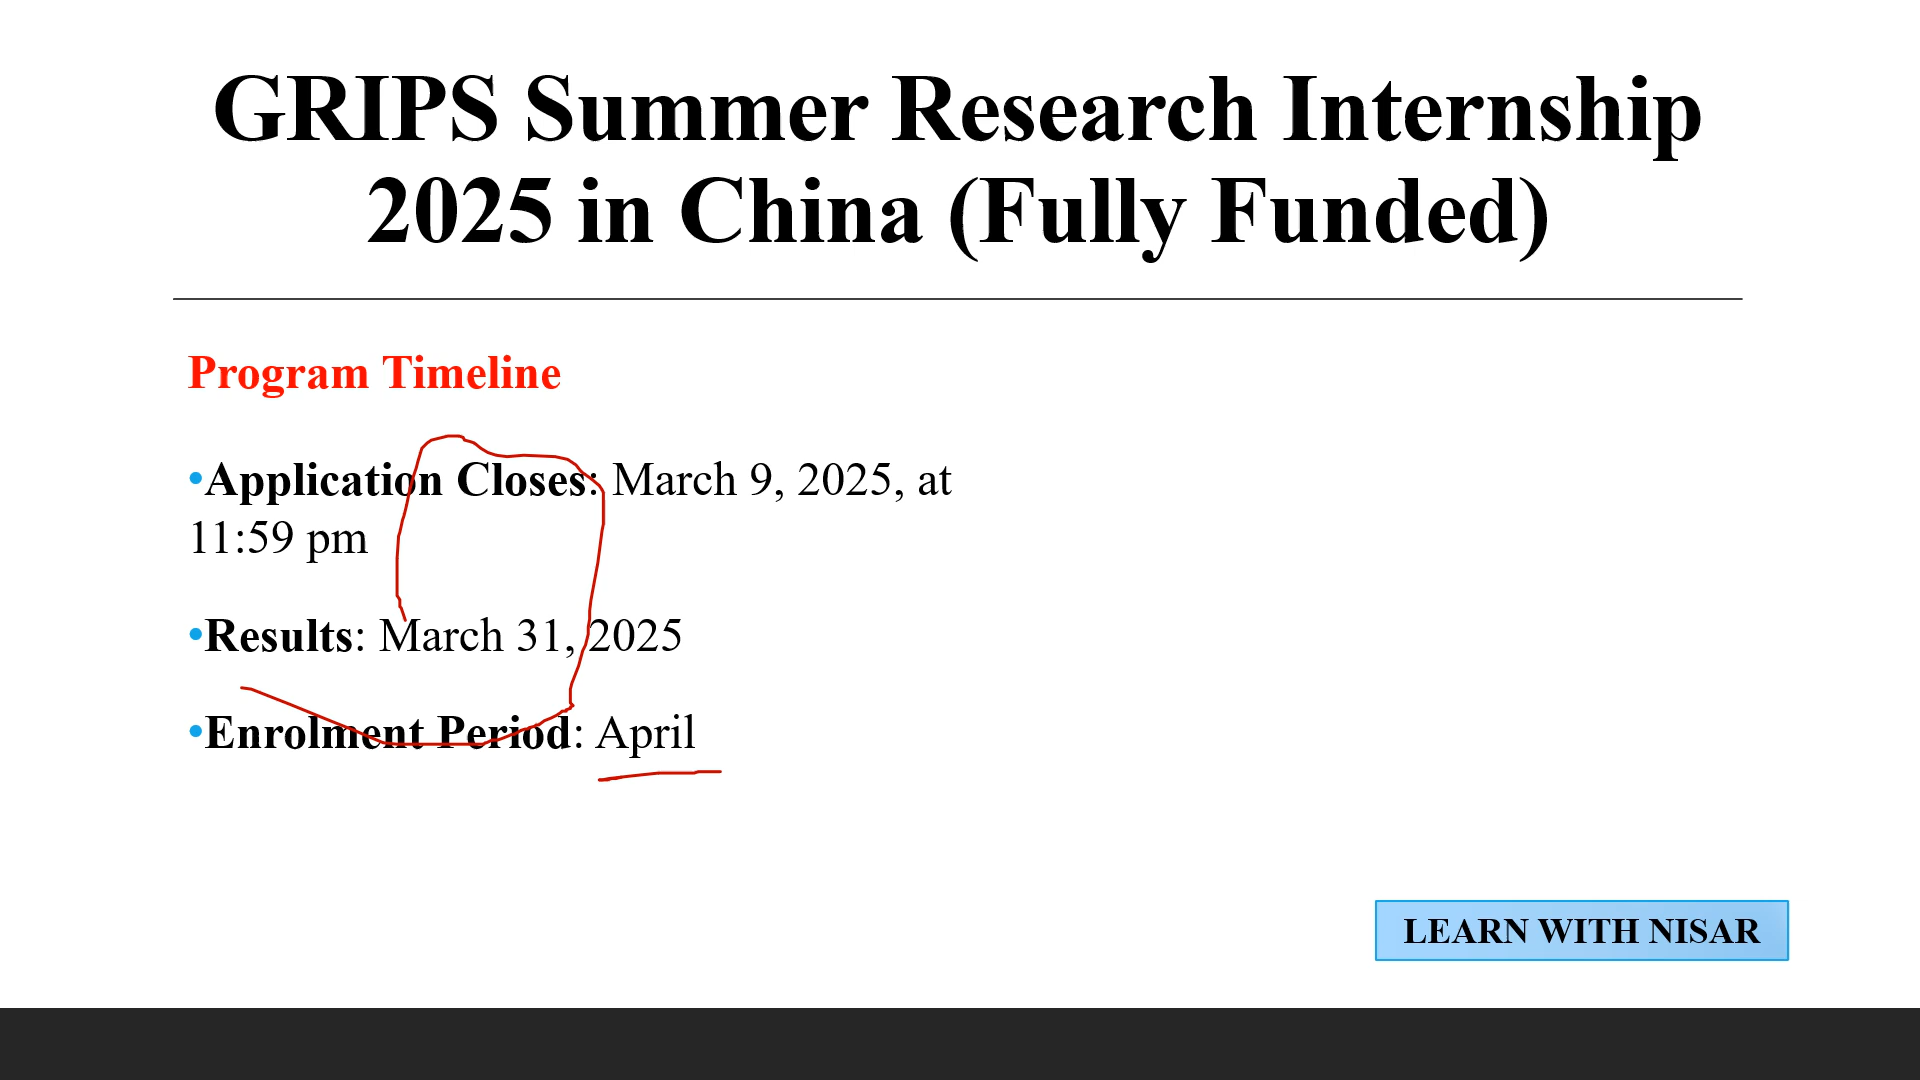 GRIPS Summer Research Internship
2025 in China (Fully Funded)
Program Timeline
•Application Closes: March 9, 2025, at
11:59 pm
•Results: March 31, 2025
•Enrolment Period: April
LEARN WITH NISAR